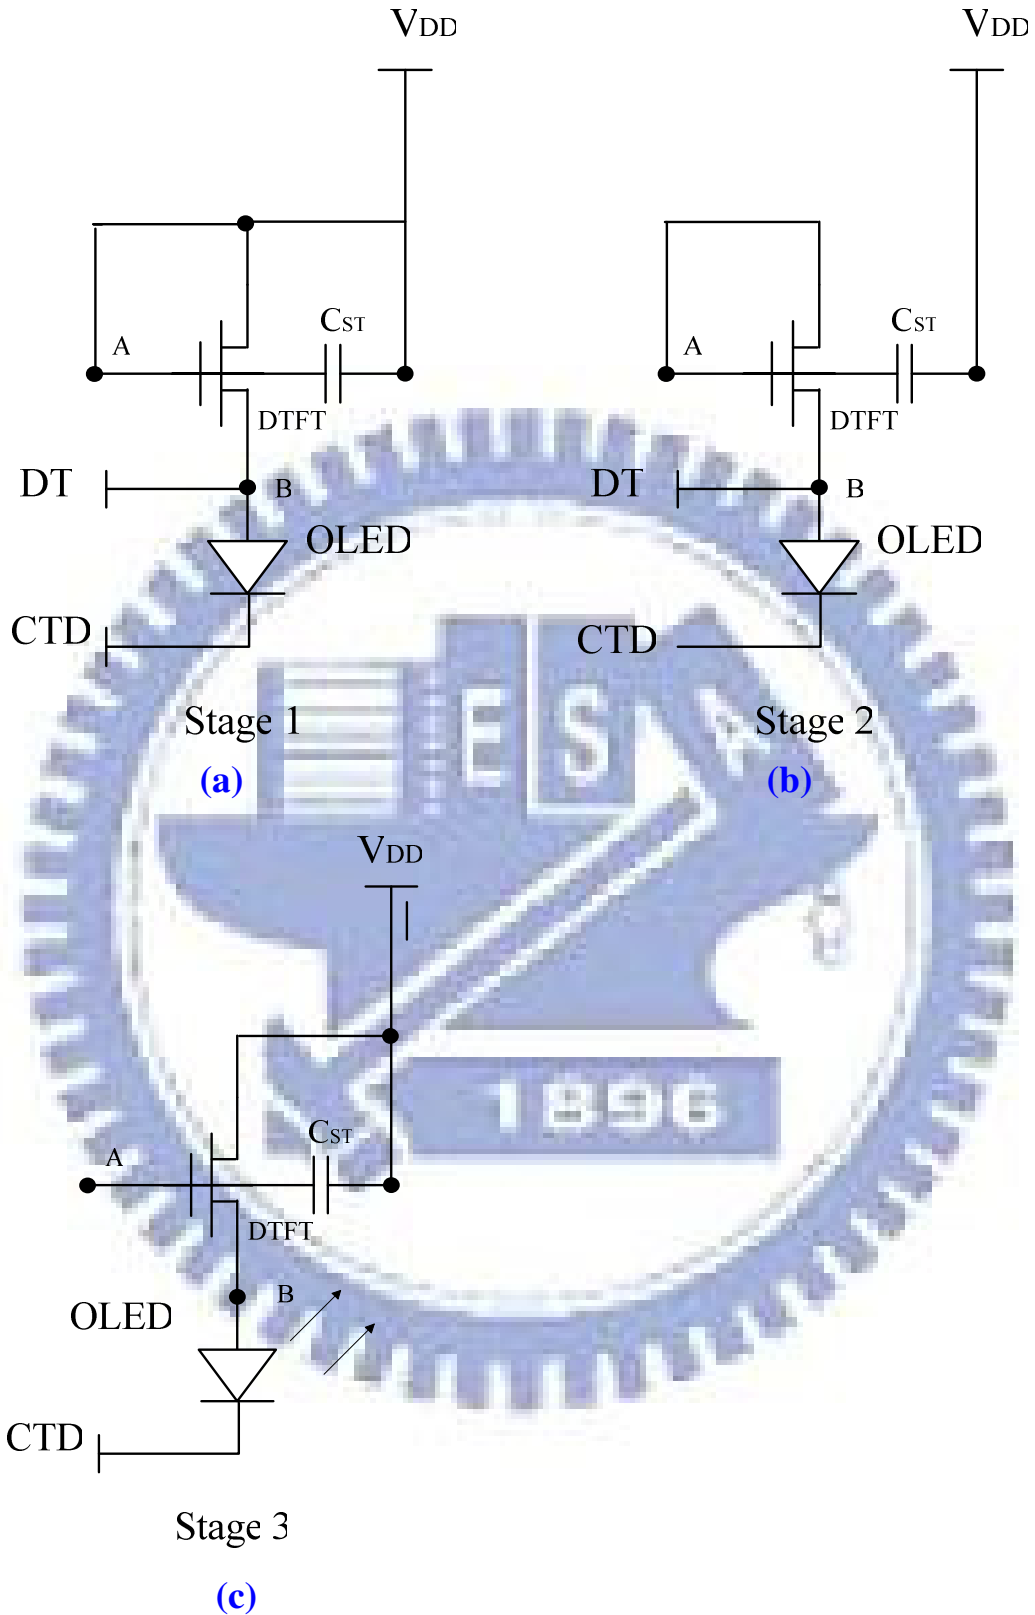 VDD
VDD
A
CST
DTFT
DT
B
OLED
CTD
A
CST
DTFT
DT
B
OLED
CTD
Stage 1
(a)
Stage 2
(b)
ESA
VDD
1896
A
CST
DTFT
B
OLED
CTD
Stage 3
(c)